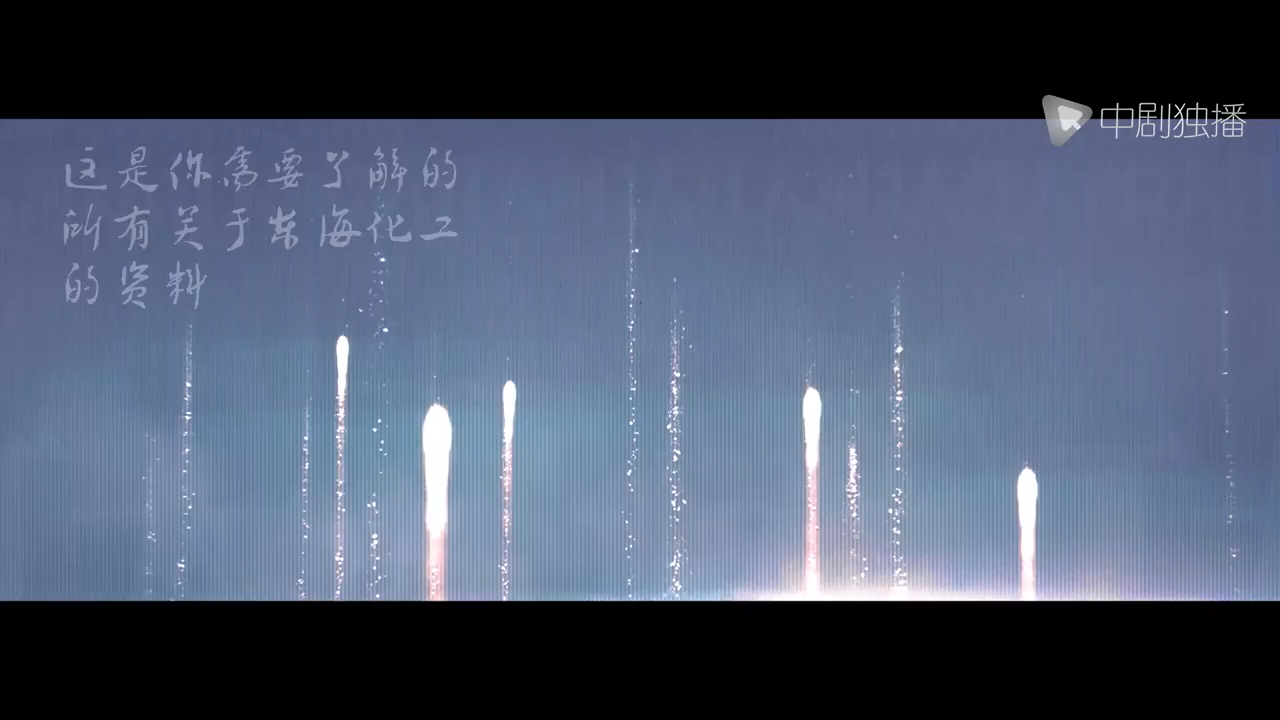 中剧独播
这是你需要了解的
所有关于东海化工
的资料